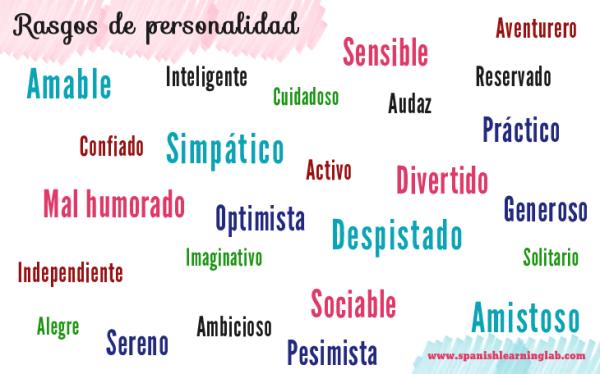 Rasgos de personalidad
Aventurero
Sensible
Amable
Inteligente
Reservado
Cuidadoso
Audaz
Práctico
Confiado
Simpático
Activo
Divertido
Mal humorado
Optimista
Generoso
Despistado
Imaginativo
Solitario
Independiente
Sociable
Alegre
Ambicioso
Amistoso
Sereno
Pesimista
www.spanishlearninglab.com